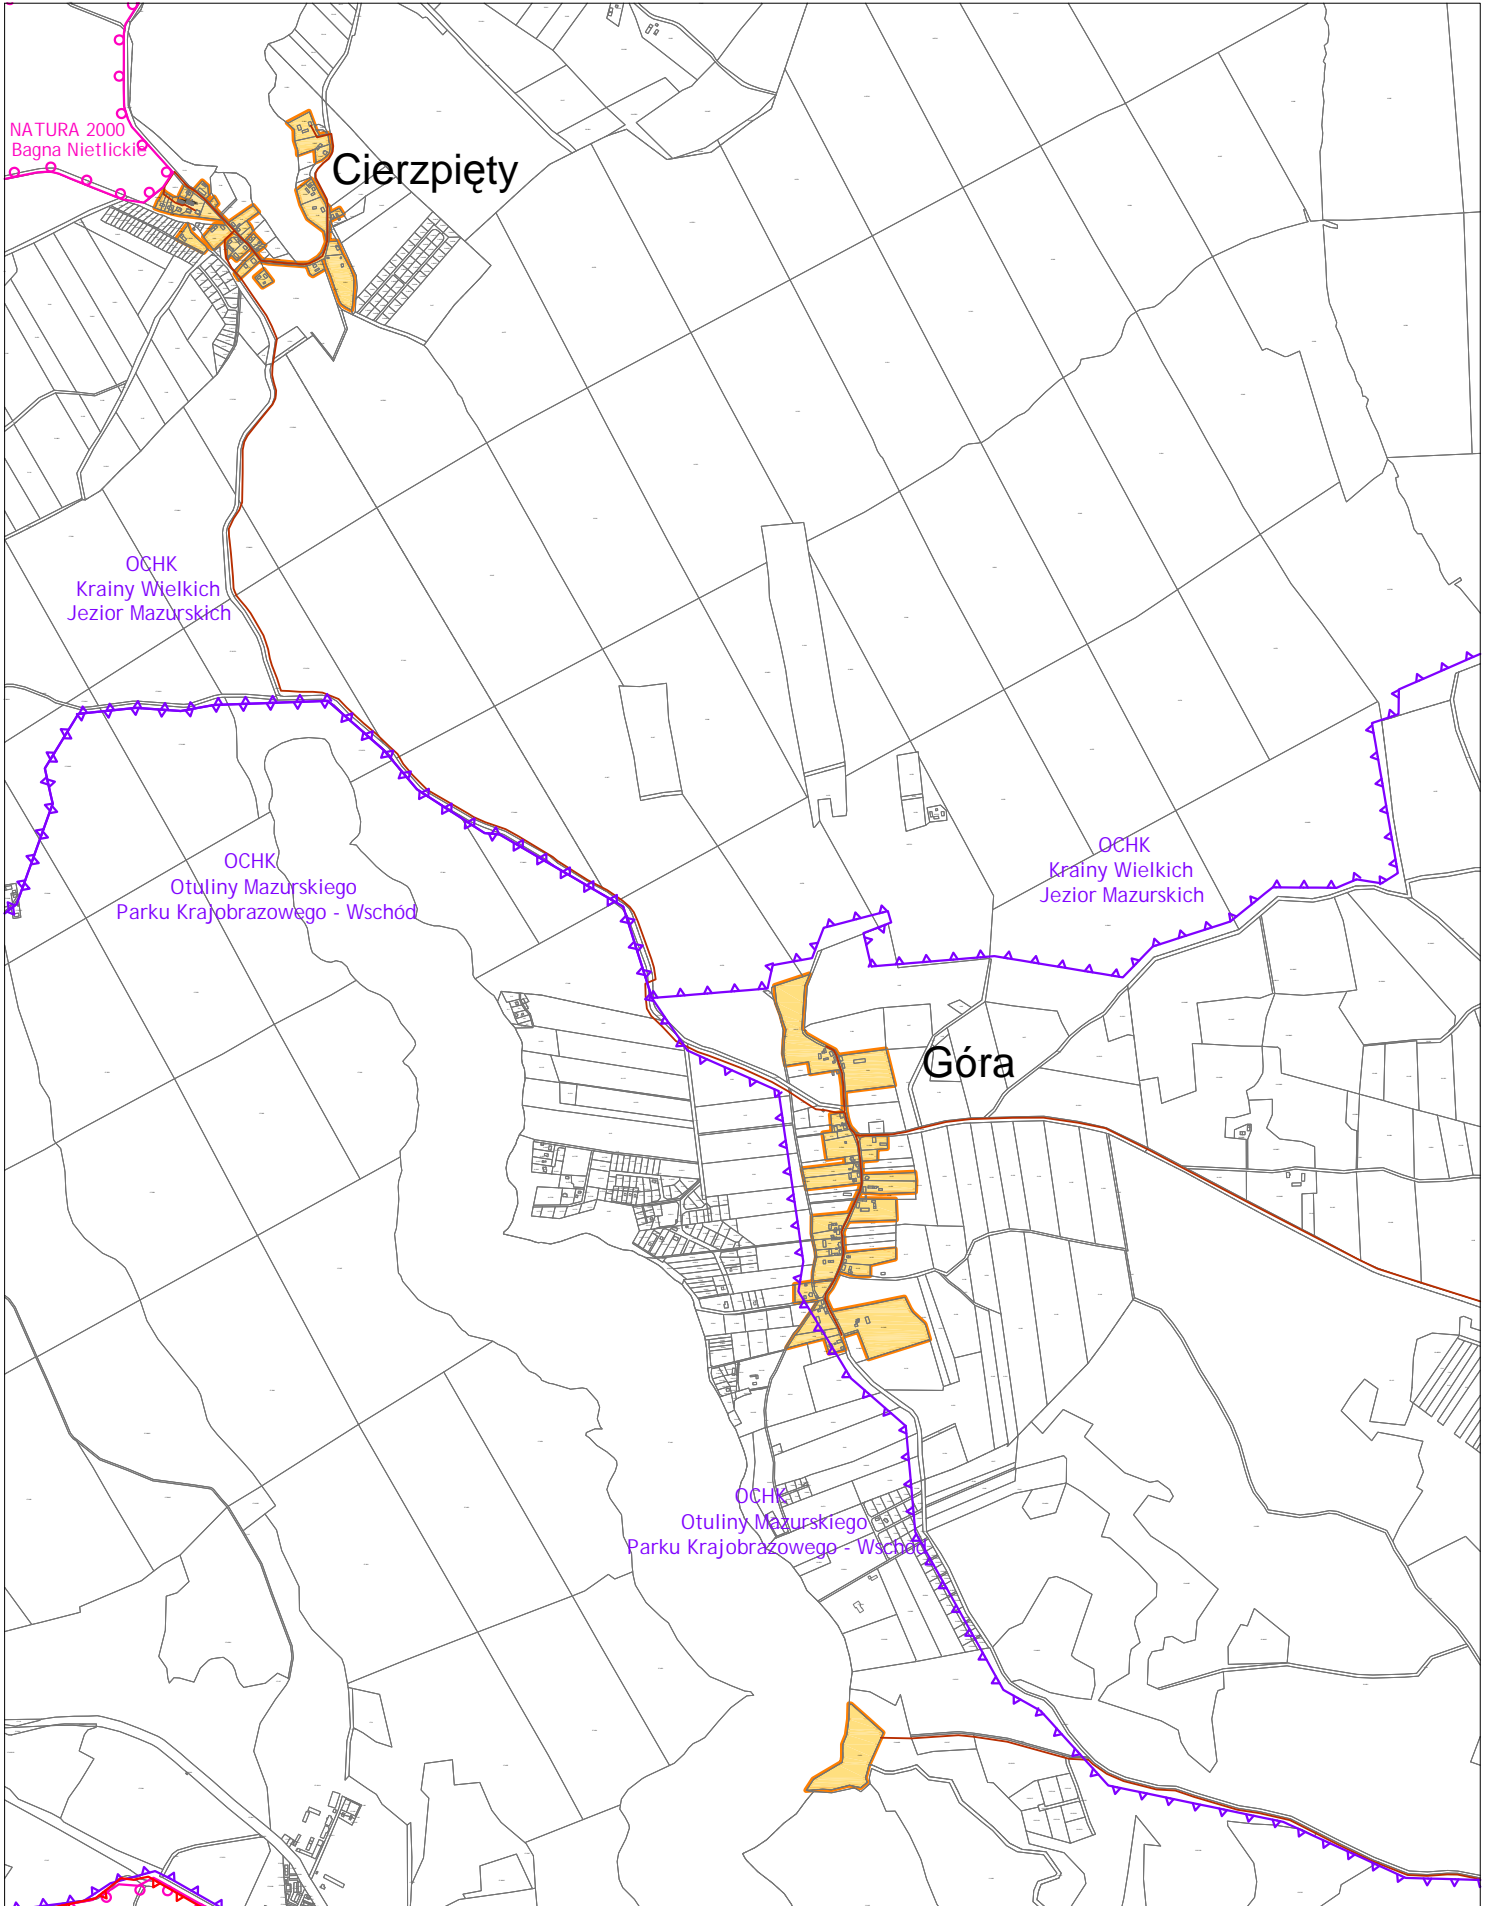 NATURA 2000
Bagna Nietlickie
Cierzpięty
OCHK
Krainy Wielkich
Jezior Mazurskich
OCHK
Otuliny Mazurskiego
Parku Krajobrazowego - Wschód
OCHK
Krainy Wielkich
Jezior Mazurskich
Góra
OCHK
Otuliny Mazurskiego
Parku Krajobrazowego - Wschód